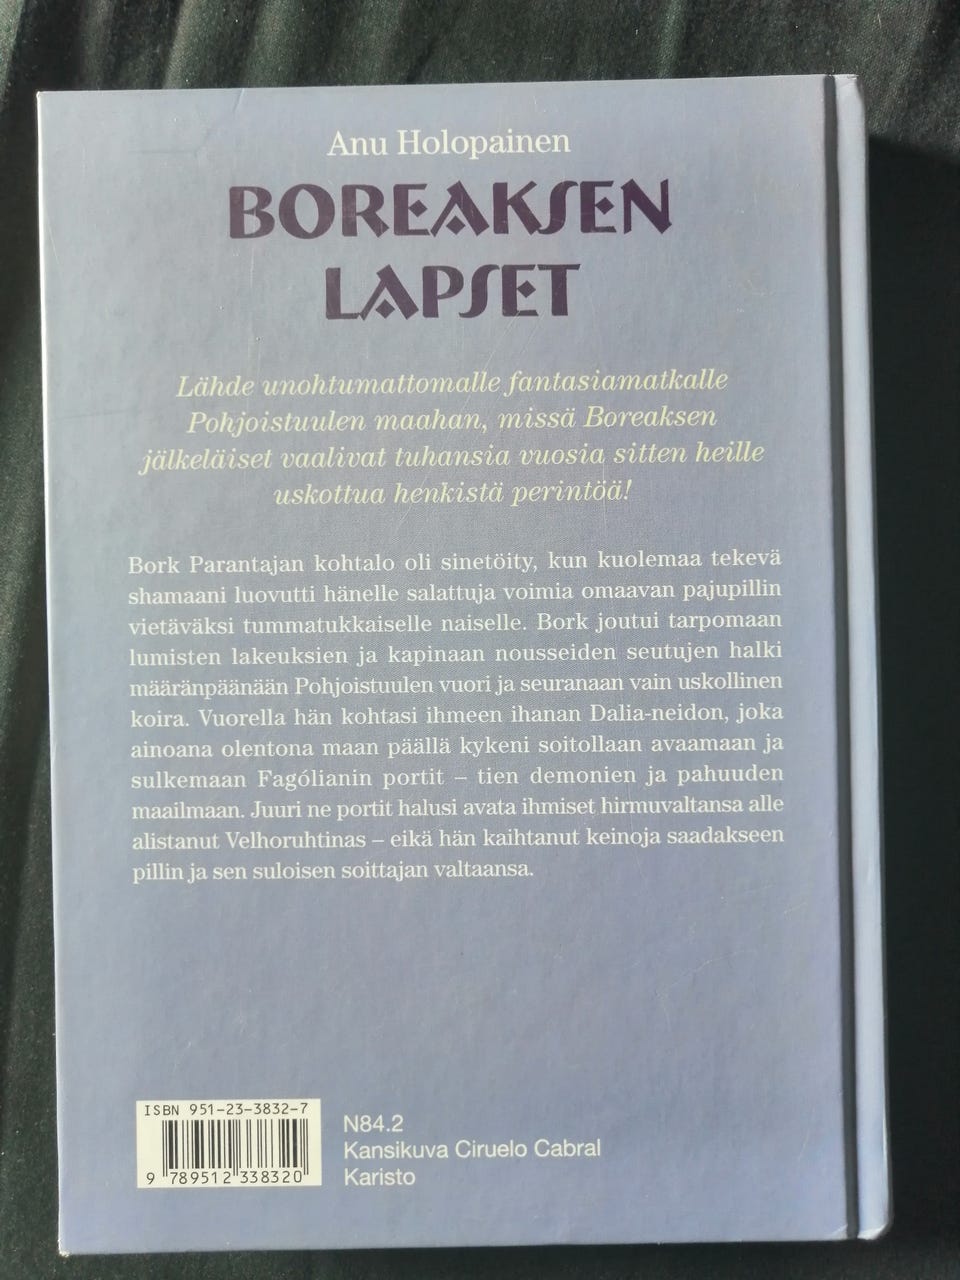 Anu Holopainen
BOREAKSEN
LAPSET
Lähde unohtumattomalle fantasiamatkalle
Pohjoistuulen maahan, missä Boreaksen
jälkeläiset vaalivat tuhansia vuosia sitten heille
uskottua henkistä perintöä!
Bork Parantajan kohtalo oli sinetöity, kun kuolemaa tekevä
shamaani luovutti hänelle salattuja voimia omaavan pajupillin
vietäväksi tummatukkaiselle naiselle. Bork joutui tarpomaan
lumisten lakeuksien ja kapinaan nousseiden seutujen halki
määränpäänään Pohjoistuulen vuori ja seuranaan vain uskollinen
koira. Vuorella hän kohtasi ihmeen ihanan Dalia-neidon, joka
ainoana olentona maan päällä kykeni soitollaan avaamaan ja
sulkemaan Fagólianin portit – tien demonien ja pahuuden
maailmaan. Juuri ne portit halusi avata ihmiset hirmuvaltansa alle
alistanut Velhoruhtinas – eikä hän kaihtanut keinoja saadakseen
pillin ja sen suloisen soittajan valtaansa.
ISBN 951-23-3832-7
9 789512 338320
N84.2
Kansikuva Ciruelo Cabral
Karisto